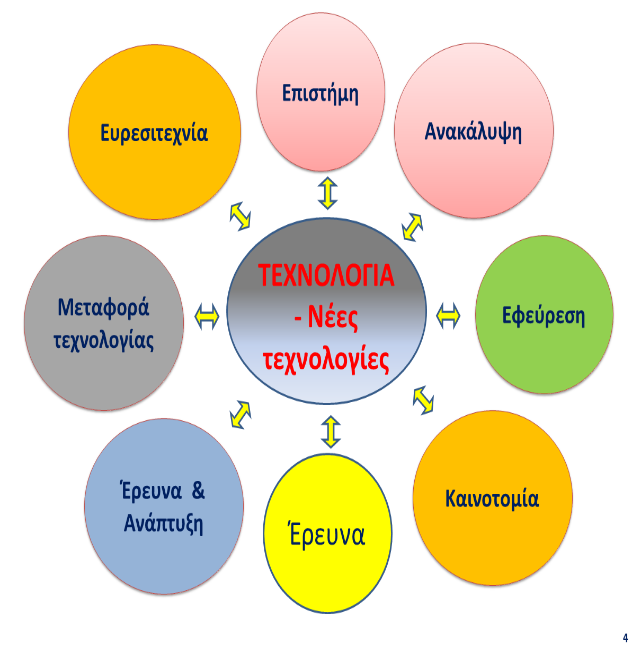 Επιστήμη
Ευρεσιτεχνία
Ανακάλυψη
ΤΕΧΝΟΛΟΓΙΑ
- Νέες
τεχνολογίες
Μεταφορά
τεχνολογίας
Εφεύρεση
Έρευνα &
Ανάπτυξη
Καινοτομία
Έρευνα
4